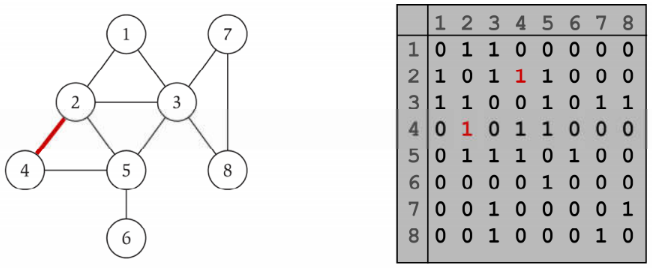 1 7
2 3
4 5 8
6
1 2 3 4 5 6 7 8
1 0 1 1 0 0 0 0 0
2 1 0 1 1 1 0 0 0
3 1 1 0 0 1 0 1 1
4 0 1 0 1 1 0 0 0
5 0 1 1 1 0 1 0 0
6 0 0 0 0 1 0 0 0
7 0 0 1 0 0 0 0 1
8 0 0 1 0 0 0 1 0